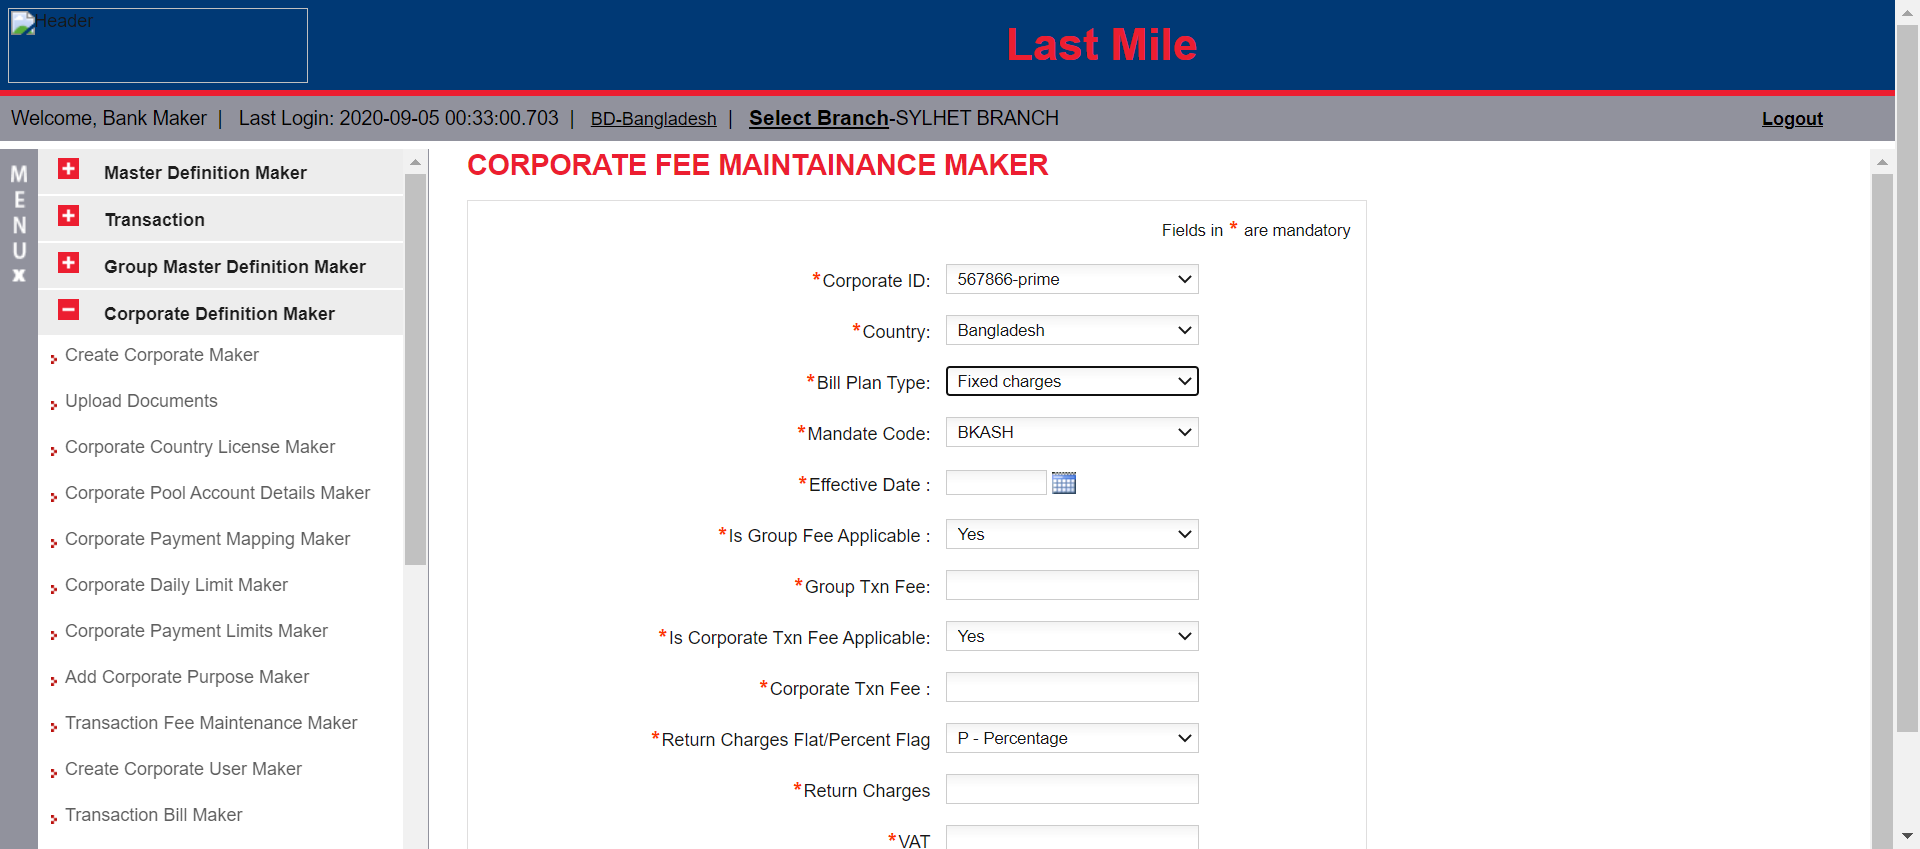 Header
Last Mile
Welcome, Bank Maker | Last Login: 2020-09-05 00:33:00.703 | BD-Bangladesh | Select Branch-SYLHET BRANCH
Logout
MENU
x
Master Definition Maker
Transaction
Group Master Definition Maker
Corporate Definition Maker
Create Corporate Maker
Upload Documents
Corporate Country License Maker
Corporate Pool Account Details Maker
Corporate Payment Mapping Maker
Corporate Daily Limit Maker
Corporate Payment Limits Maker
Add Corporate Purpose Maker
Transaction Fee Maintenance Maker
Create Corporate User Maker
Transaction Bill Maker
CORPORATE FEE MAINTAINANCE MAKER
Fields in * are mandatory
*Corporate ID: 567866-prime
*Country: Bangladesh
*Bill Plan Type: Fixed charges
*Mandate Code: BKASH
*Effective Date :
*Is Group Fee Applicable : Yes
*Group Txn Fee:
*Is Corporate Txn Fee Applicable: Yes
*Corporate Txn Fee :
*Return Charges Flat/Percent Flag P - Percentage
*Return Charges
*VAT